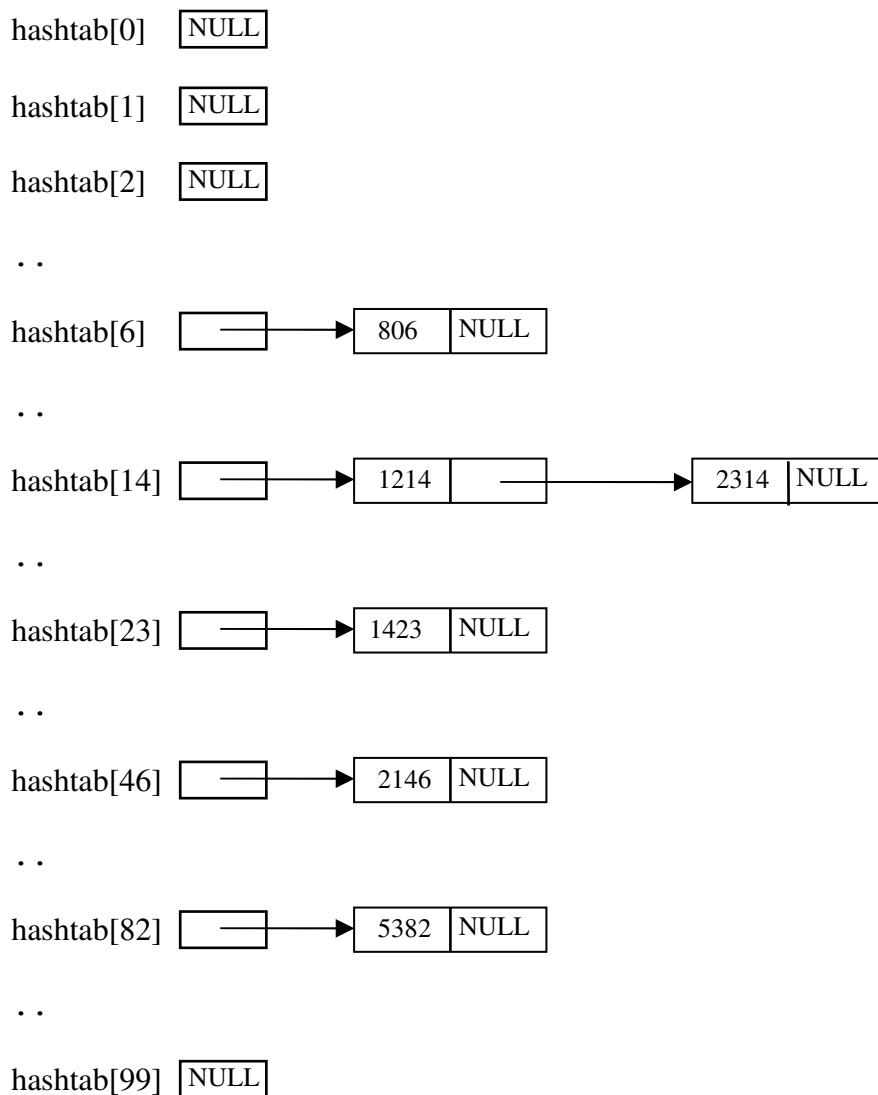 hashtab[0] NULL
hashtab[1] NULL
hashtab[2] NULL
. .
hashtab[6] 806 NULL
. .
hashtab[14] 1214 2314 NULL
. .
hashtab[23] 1423 NULL
. .
hashtab[46] 2146 NULL
. .
hashtab[82] 5382 NULL
. .
hashtab[99] NULL